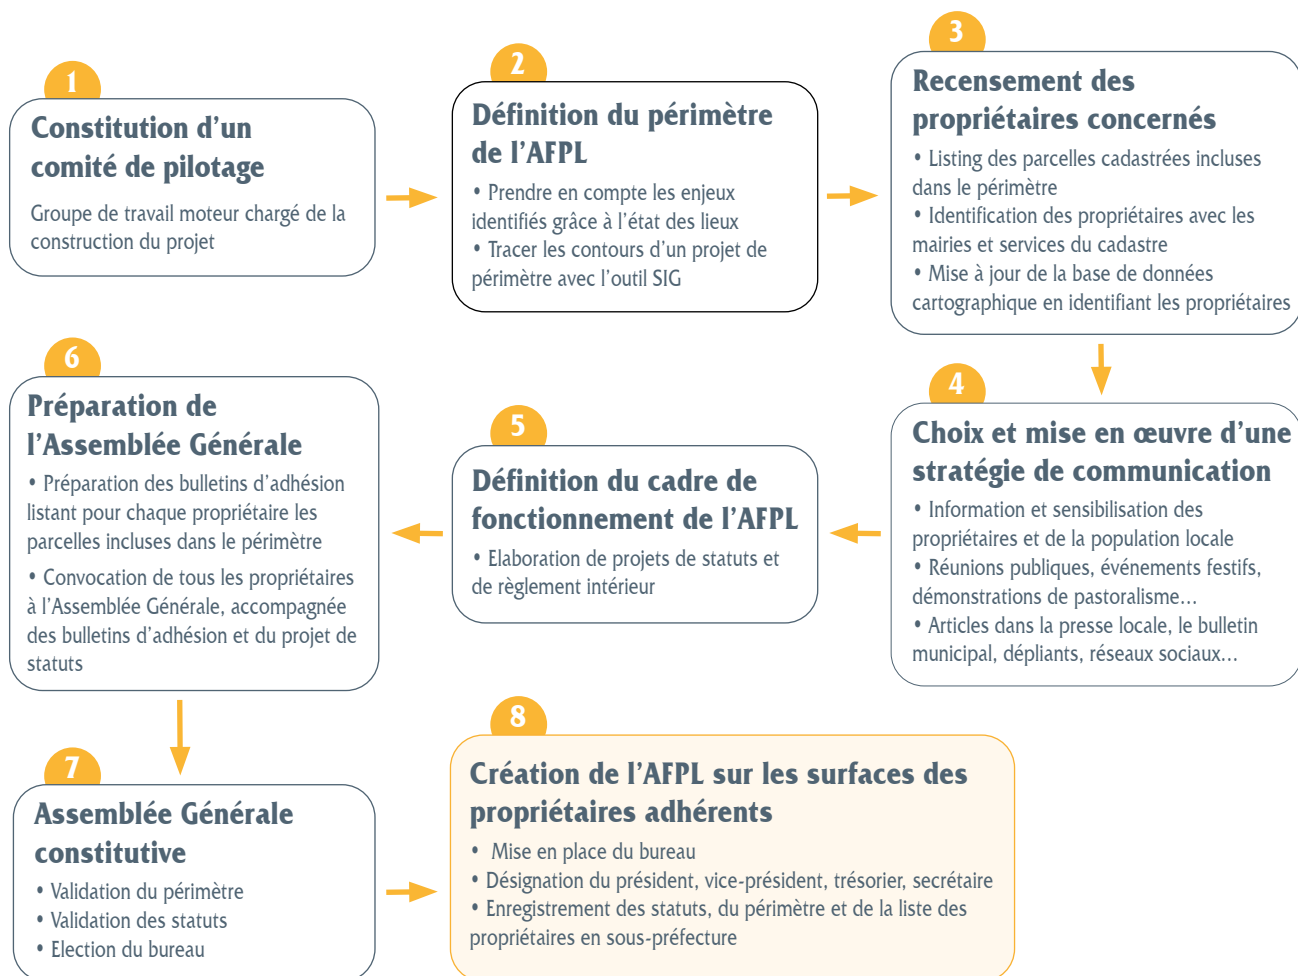 1
Constitution d’un
comité de pilotage
Groupe de travail moteur chargé de la
construction du projet
2
Définition du périmètre
de l’AFPL
• Prendre en compte les enjeux
identifiés grâce à l’état des lieux
• Tracer les contours d’un projet de
périmètre avec l’outil SIG
3
Recensement des
propriétaires concernés
• Listing des parcelles cadastrées incluses
dans le périmètre
• Identification des propriétaires avec les
mairies et services du cadastre
• Mise à jour de la base de données
cartographique en identifiant les propriétaires
4
Choix et mise en œuvre d’une
stratégie de communication
• Information et sensibilisation des
propriétaires et de la population locale
• Réunions publiques, événements festifs,
démonstrations de pastoralisme...
• Articles dans la presse locale, le bulletin
municipal, dépliants, réseaux sociaux...
5
Définition du cadre de
fonctionnement de l’AFPL
• Elaboration de projets de statuts et
de règlement intérieur
6
Préparation de
l’Assemblée Générale
• Préparation des bulletins d’adhésion
listant pour chaque propriétaire les
parcelles incluses dans le périmètre
• Convocation de tous les propriétaires
à l’Assemblée Générale, accompagnée
des bulletins d’adhésion et du projet de
statuts
7
Assemblée Générale
constitutive
• Validation du périmètre
• Validation des statuts
• Election du bureau
8
Création de l’AFPL sur les surfaces des
propriétaires adhérents
• Mise en place du bureau
• Désignation du président, vice-président, trésorier, secrétaire
• Enregistrement des statuts, du périmètre et de la liste des
propriétaires en sous-préfecture